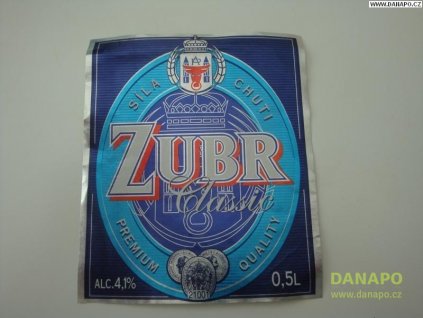 WWW.DANAPO.CZ
SÍLA CHUTI
ZUBR
Classic
PREMIUM QUALITY
ALC.4,1%
0,5L
DANAPO
www.danapo.cz